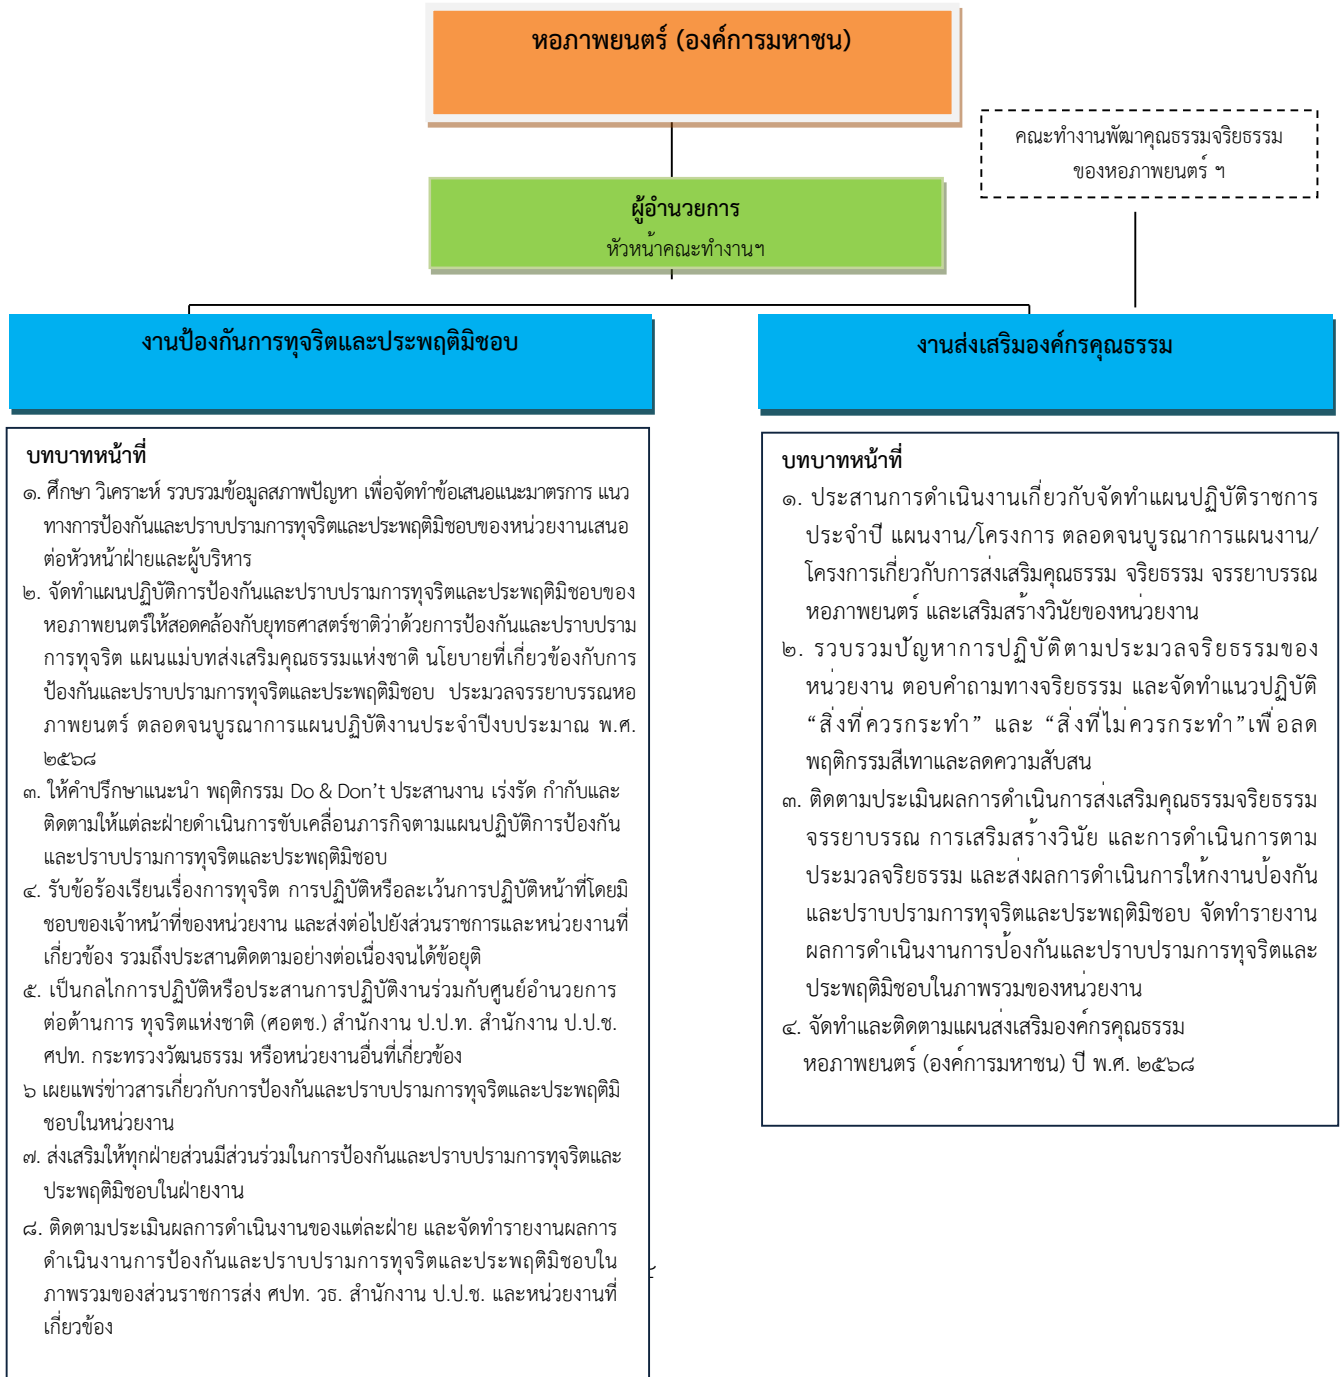 หอภาพยนตร์ (องค์การมหาชน)
คณะทำงานพัฒาคุณธรรมจริยธรรม
ของหอภาพยนตร์ ฯ
ผู้อำนวยการ
หัวหน้าคณะทำงานฯ
งานป้องกันการทุจริตและประพฤติมิชอบ
งานส่งเสริมองค์กรคุณธรรม
บทบาทหน้าที่
๑. ศึกษา วิเคราะห์ รวบรวมข้อมูลสภาพปัญหา เพื่อจัดทำข้อเสนอแนะมาตรการ แนว
ทางการป้องกันและปราบปรามการทุจริตและประพฤติมิชอบของหน่วยงานเสนอ
ต่อหัวหน้าฝ่ายและผู้บริหาร
๒. จัดทำแผนปฏิบัติการป้องกันและปราบปรามการทุจริตและประพฤติมิชอบของ
หอภาพยนตร์ให้สอดคล้องกับยุทธศาสตร์ชาติว่าด้วยการป้องกันและปราบปราม
การทุจริต แผนแม่บทส่งเสริมคุณธรรมแห่งชาติ นโยบายที่เกี่ยวข้องกับการ
ป้องกันและปราบปรามการทุจริตและประพฤติมิชอบ ประมวลจรรยาบรรณหอ
ภาพยนตร์ ตลอดจนบูรณาการแผนปฏิบัติงานประจำปีงบประมาณ พ.ศ.
๒๕๖๘
๓. ให้คำปรึกษาแนะนำ พฤติกรรม Do & Don’t ประสานงาน เร่งรัด กำกับและ
ติดตามให้แต่ละฝ่ายดำเนินการขับเคลื่อนภารกิจตามแผนปฏิบัติการป้องกัน
และปราบปรามการทุจริตและประพฤติมิชอบ
๔. รับข้อร้องเรียนเรื่องการทุจริต การปฏิบัติหรือละเว้นการปฏิบัติหน้าที่โดยมิ
ชอบของเจ้าหน้าที่ของหน่วยงาน และส่งต่อไปยังส่วนราชการและหน่วยงานที่
เกี่ยวข้อง รวมถึงประสานติดตามอย่างต่อเนื่องจนได้ข้อยุติ
๕. เป็นกลไกการปฏิบัติหรือประสานการปฏิบัติงานร่วมกับศูนย์อำนวยการ
ต่อต้านการ ทุจริตแห่งชาติ (ศอตช.) สำนักงาน ป.ป.ท. สำนักงาน ป.ป.ช.
ศปท. กระทรวงวัฒนธรรม หรือหน่วยงานอื่นที่เกี่ยวข้อง
๖ เผยแพร่ข่าวสารเกี่ยวกับการป้องกันและปราบปรามการทุจริตและประพฤติมิ
ชอบในหน่วยงาน
๗. ส่งเสริมให้ทุกฝ่ายส่วนมีส่วนร่วมในการป้องกันและปราบปรามการทุจริตและ
ประพฤติมิชอบในฝ่ายงาน
๘. ติดตามประเมินผลการดำเนินงานของแต่ละฝ่าย และจัดทำรายงานผลการ
ดำเนินงานการป้องกันและปราบปรามการทุจริตและประพฤติมิชอบใน
ภาพรวมของส่วนราชการส่ง ศปท. วธ. สำนักงาน ป.ป.ช. และหน่วยงานที่
เกี่ยวข้อง
บทบาทหน้าที่
๑. ประสานการดำเนินงานเกี่ยวกับจัดทำแผนปฏิบัติราชการ
ประจำปี แผนงาน/โครงการ ตลอดจนบูรณาการแผนงาน/
โครงการเกี่ยวกับการส่งเสริมคุณธรรม จริยธรรม จรรยาบรรณ
หอภาพยนตร์ และเสริมสร้างวินัยของหน่วยงาน
๒. รวบรวมปัญหาการปฏิบัติตามประมวลจริยธรรมของ
หน่วยงาน ตอบคำถามทางจริยธรรม และจัดทำแนวปฏิบัติ
“สิ่งที่ควรกระทำ” และ “สิ่งที่ไม่ควรกระทำ”เพื่อลด
พฤติกรรมสีเทาและลดความสับสน
๓. ติดตามประเมินผลการดำเนินการส่งเสริมคุณธรรมจริยธรรม
จรรยาบรรณ การเสริมสร้างวินัย และการดำเนินการตาม
ประมวลจริยธรรม และส่งผลการดำเนินการให้กงานป้องกัน
และปราบปรามการทุจริตและประพฤติมิชอบ จัดทำรายงาน
ผลการดำเนินงานการป้องกันและปราบปรามการทุจริตและ
ประพฤติมิชอบในภาพรวมของหน่วยงาน
๔. จัดทำและติดตามแผนส่งเสริมองค์กรคุณธรรม
หอภาพยนตร์ (องค์การมหาชน) ปี พ.ศ. ๒๕๖๘